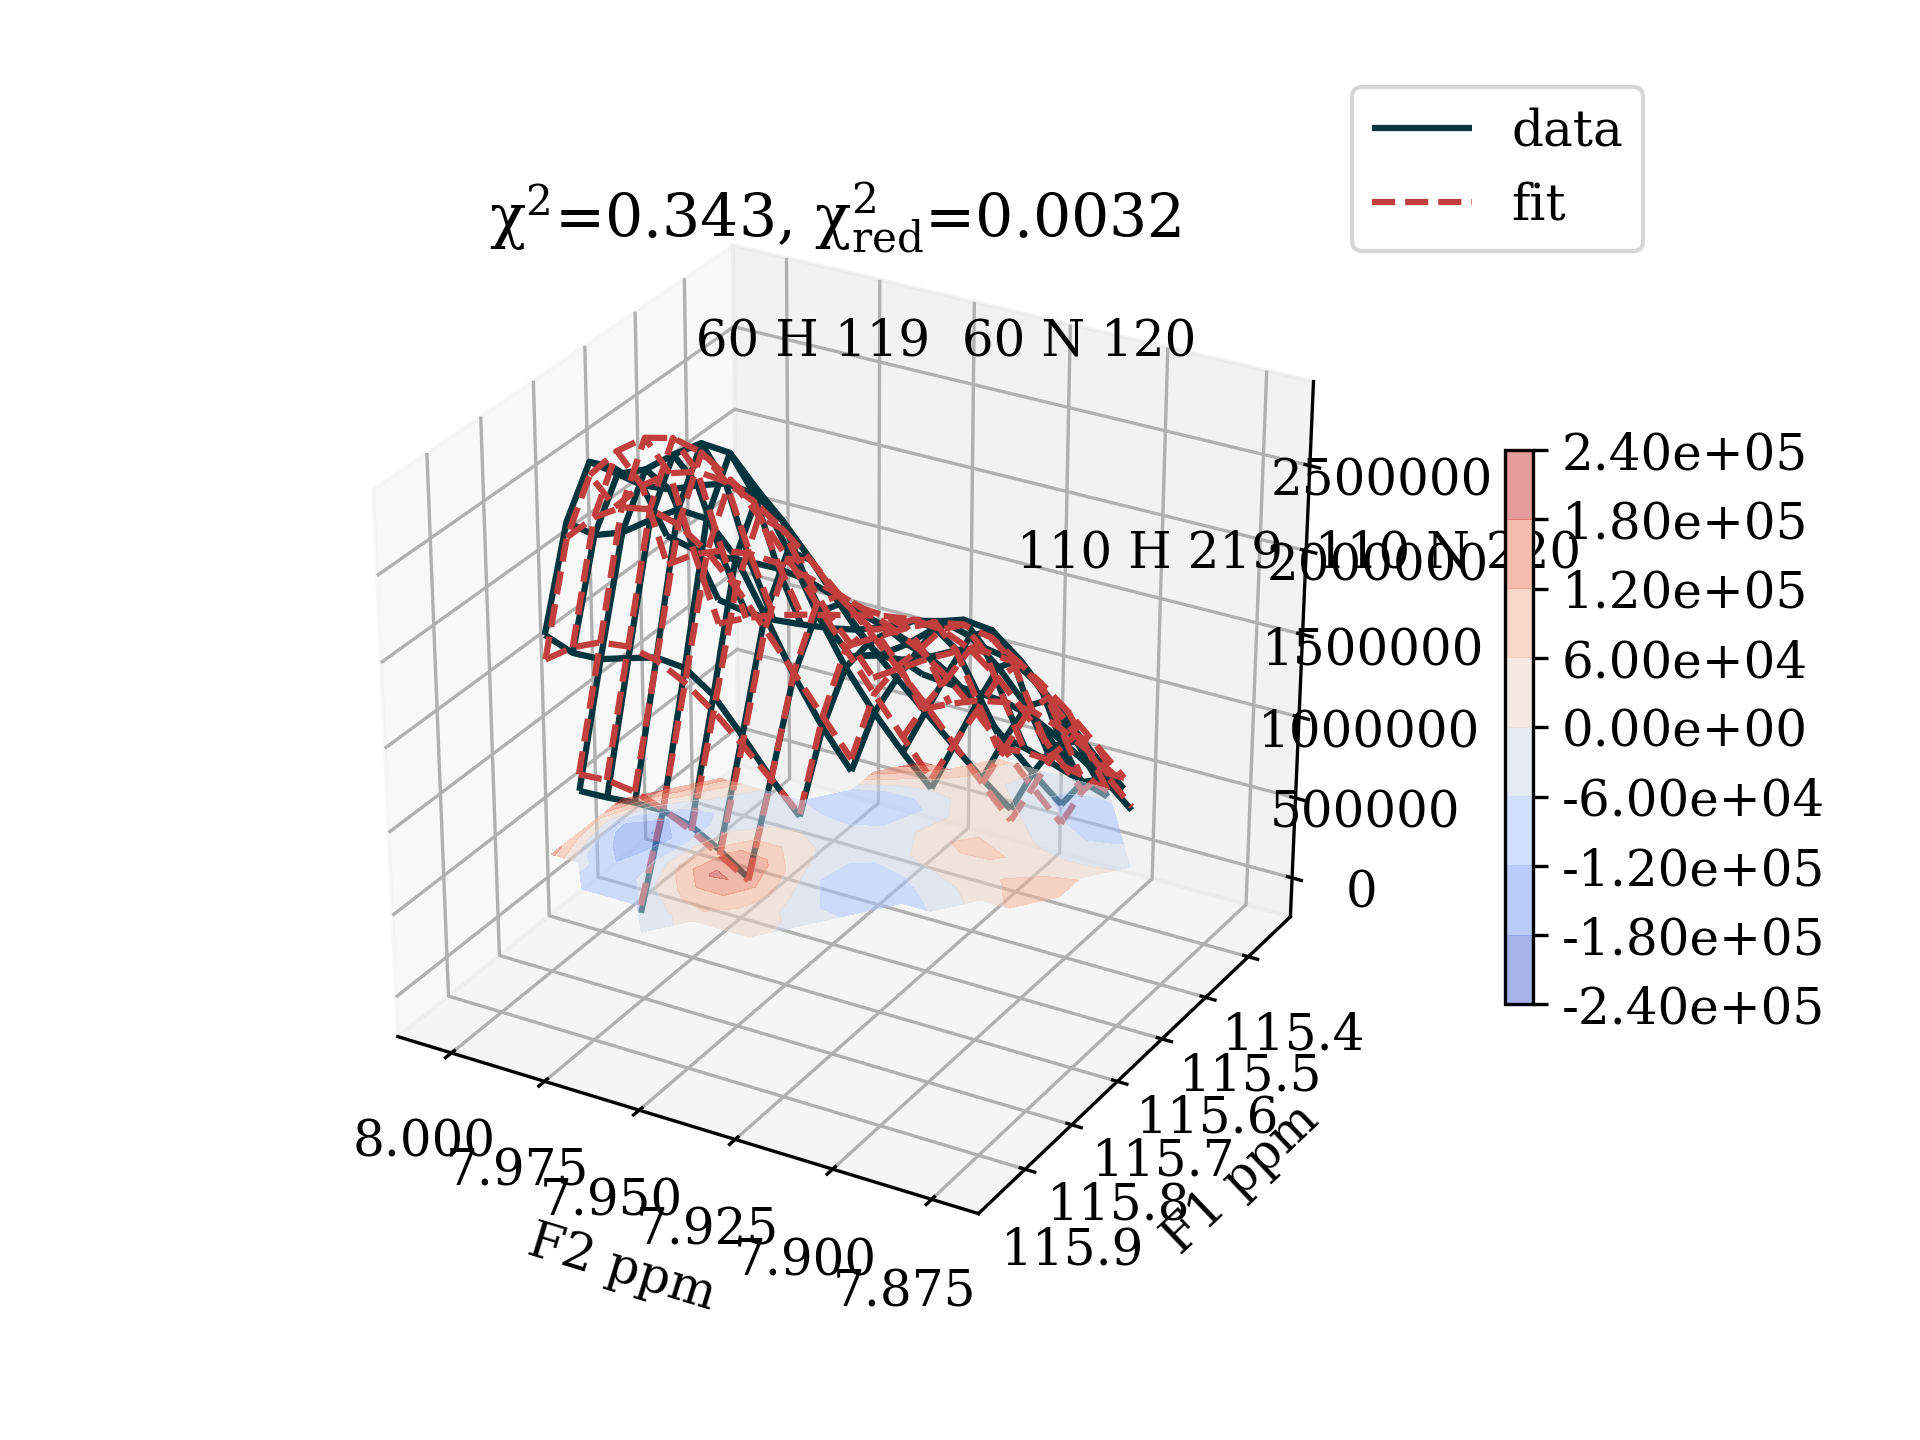 data
fit
χ²=0.343, χ²red=0.0032
60 H 119  60 N 120
110 H 219  110 N 220
2500000
2000000
1500000
1000000
500000
0
2.40e+05
1.80e+05
1.20e+05
6.00e+04
0.00e+00
-6.00e+04
-1.20e+05
-1.80e+05
-2.40e+05
115.4
115.5
115.6
115.7
115.8
115.9
F1 ppm
8.000
7.975
7.950
7.925
7.900
7.875
F2 ppm